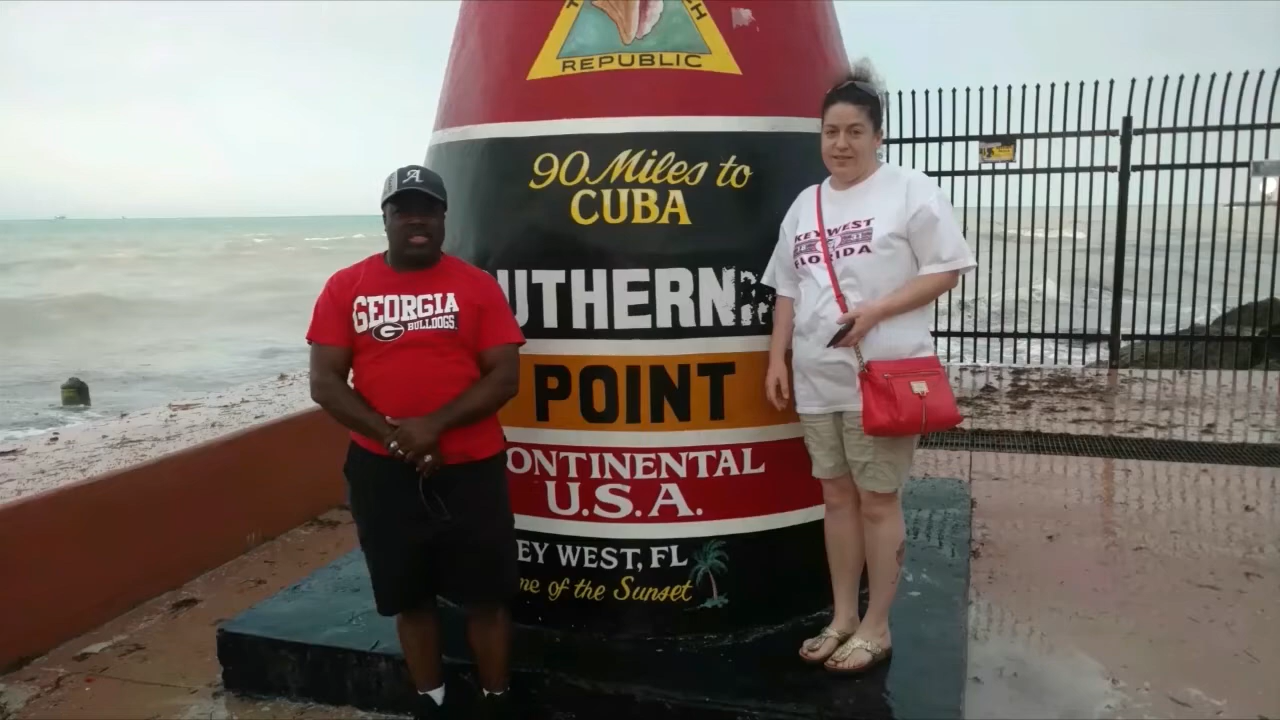 REPUBLIC
90 Miles to
CUBA
UTHERN
POINT
ONTINENTAL
U.S.A.
EY WEST, FL
ne of the Sunset
A
GEORGIA
G BULLDOGS
KEY WEST
FLORIDA